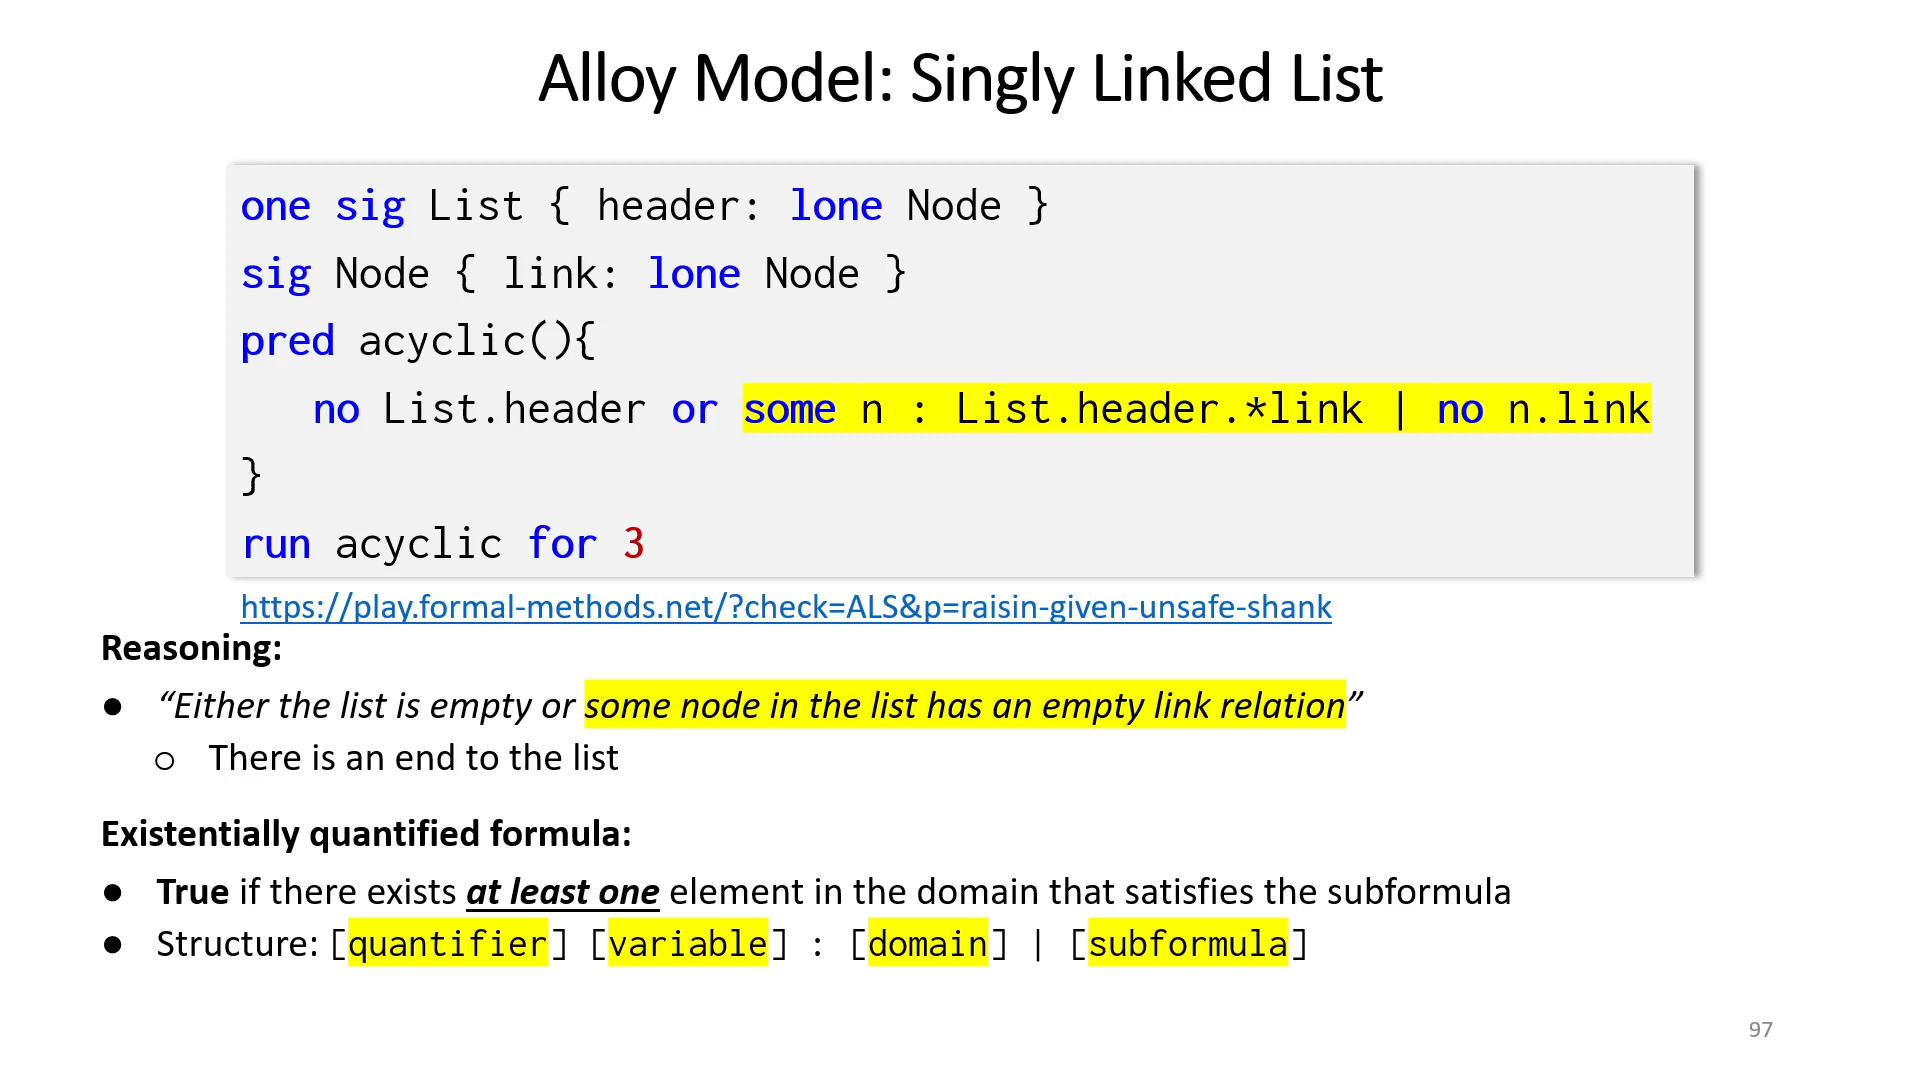 Alloy Model: Singly Linked List
one sig List { header: lone Node }
sig Node { link: lone Node }
pred acyclic(){
no List.header or some n : List.header.*link | no n.link
}
run acyclic for 3
https://play.formal-methods.net/?check=ALS&p=raisin-given-unsafe-shank
Reasoning:
● “Either the list is empty or some node in the list has an empty link relation”
○ There is an end to the list
Existentially quantified formula:
● True if there exists at least one element in the domain that satisfies the subformula
● Structure: [quantifier] [variable] : [domain] | [subformula]
97